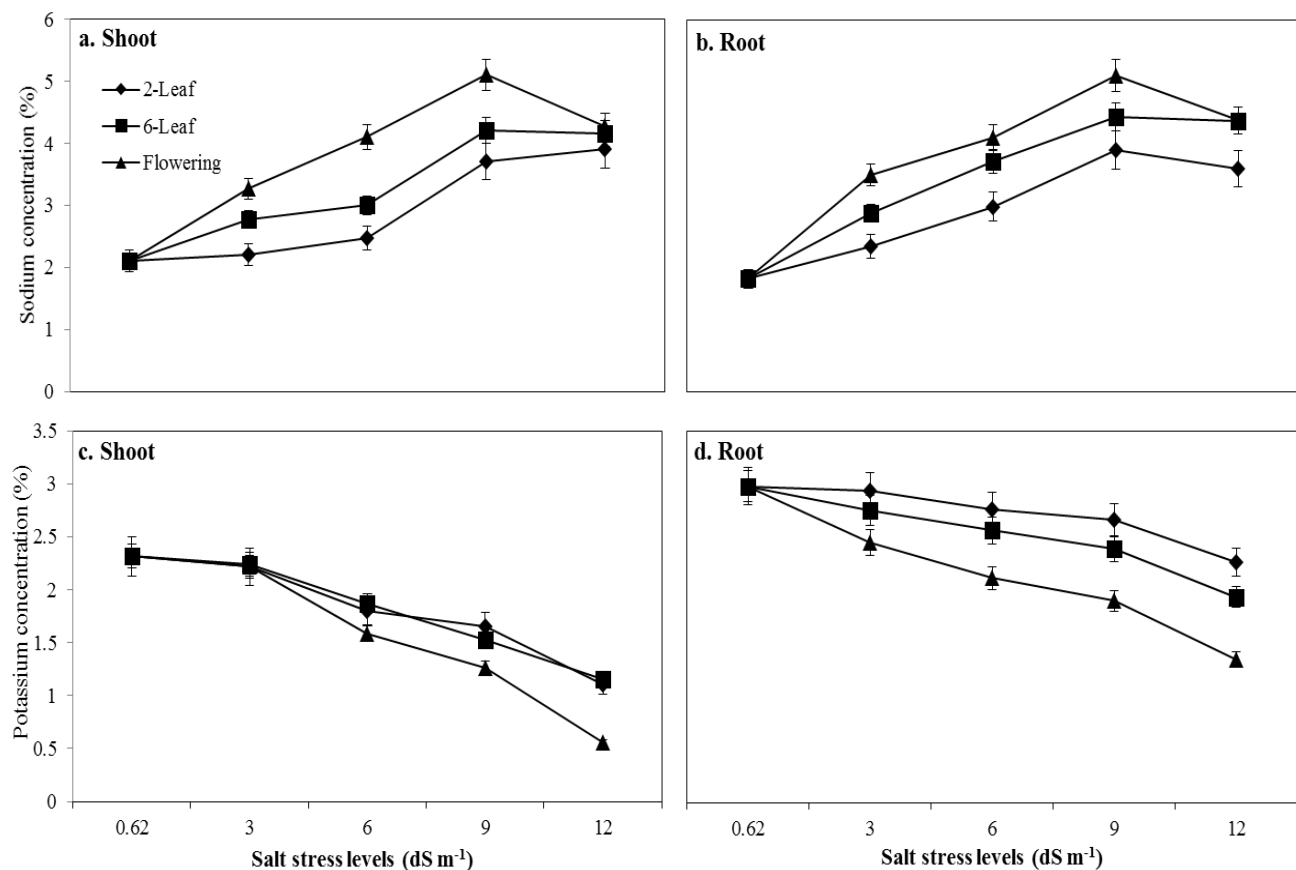 a. Shoot
b. Root
6
5
4
3
2
1
0
Sodium concentration (%)
2-Leaf
6-Leaf
Flowering
c. Shoot
d. Root
3.5
3
2.5
2
1.5
1
0.5
0
Potassium concentration (%)
0.62 3 6 9 12
0.62 3 6 9 12
Salt stress levels (dS m⁻¹)
Salt stress levels (dS m⁻¹)